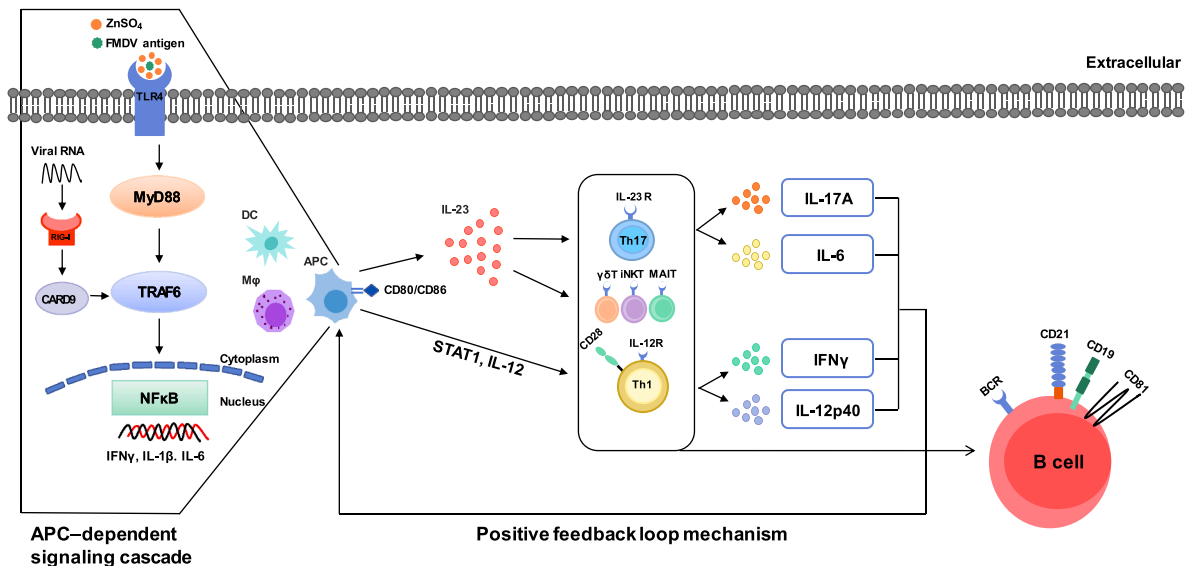 ZnSO4
FMDV antigen
TLR4
Extracellular
Viral RNA
MyD88
RIG-I
CARD9
TRAF6
Cytoplasm
NFκB
Nucleus
IFNγ, IL-1β. IL-6
APC–dependent
signaling cascade
DC
Mφ
APC
CD80/CD86
IL-23
STAT1, IL-12
IL-23 R
Th17
γδT iNKT MAIT
CD28
IL-12R
Th1
IL-17A
IL-6
IFNγ
IL-12p40
Positive feedback loop mechanism
BCR
CD21
CD19
CD81
B cell